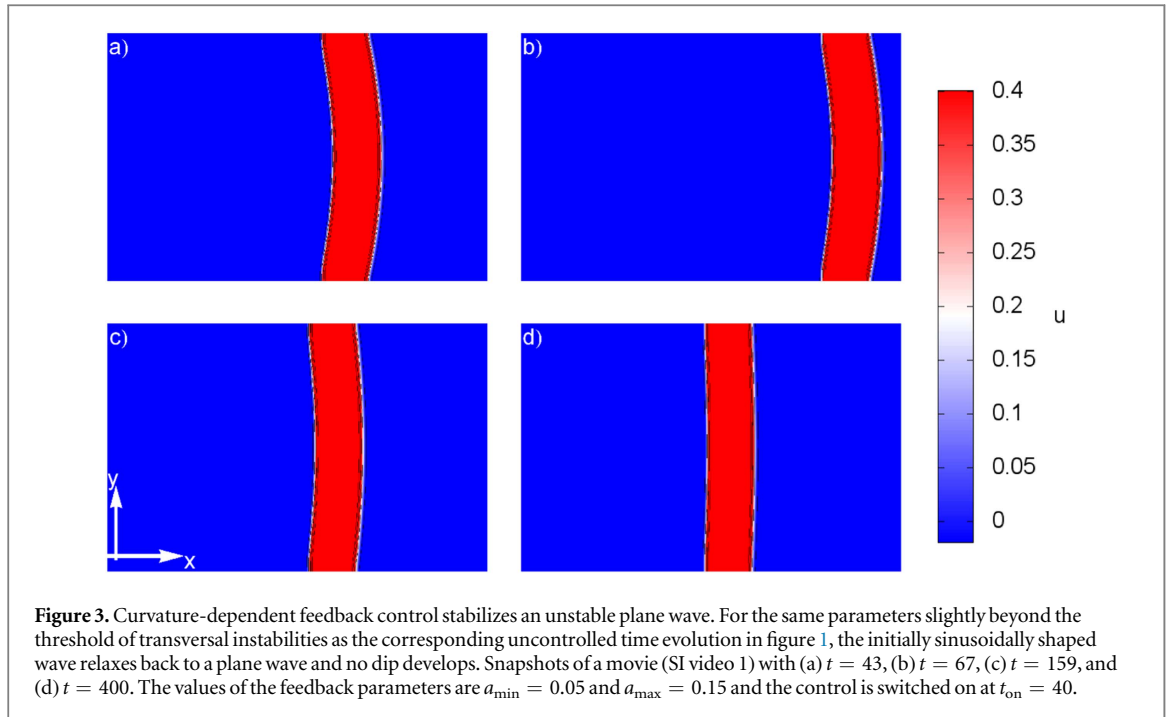 a)
b)
0.4
0.35
0.3
0.25
0.2
0.15
0.1
0.05
0
u
c)
d)
y
x
Figure 3. Curvature-dependent feedback control stabilizes an unstable plane wave. For the same parameters slightly beyond the
threshold of transversal instabilities as the corresponding uncontrolled time evolution in figure 1, the initially sinusoidally shaped
wave relaxes back to a plane wave and no dip develops. Snapshots of a movie (SI video 1) with (a) t = 43, (b) t = 67, (c) t = 159, and
(d) t = 400. The values of the feedback parameters are a_min = 0.05 and a_max = 0.15 and the control is switched on at t_on = 40.